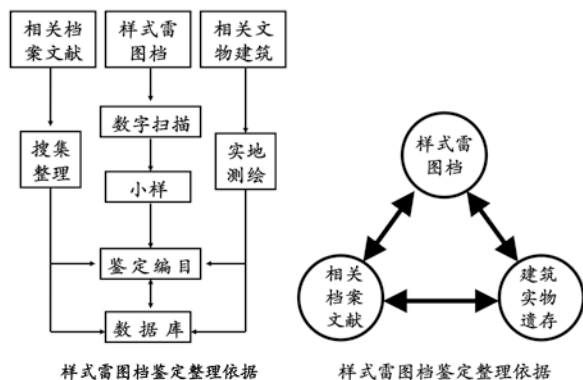 相关档
案文献
样式雷
图档
相关文
物建筑
数字扫描
搜集
整理
小样
实地
测绘
鉴定编目
数据库
样式雷图档鉴定整理依据
样式雷
图档
相关
档案
文献
建筑
实物
遗存
样式雷图档鉴定整理依据